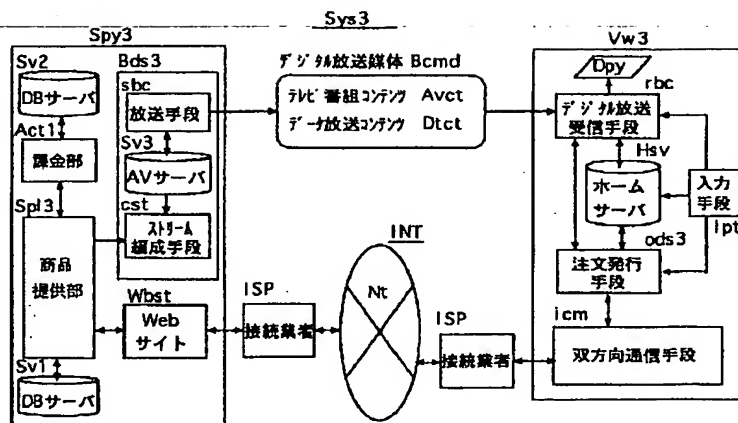 Sys3
Spy3
Sv2
DBサーバ
Act1
課金部
Spl3
商品
提供部
Sv1
DBサーバ
Bds3
sbc
放送手段
Sv3
AVサーバ
cst
ストリーム
編成手段
Wbst
Web
サイト
デジタル放送媒体 Bcmd
テレビ番組コンテンツ Avct
データ放送コンテンツ Dtct
ISP
接続業者
INT
Nt
ISP
接続業者
Vw3
Dpy
rbc
デジタル放送
受信手段
Hsv
ホーム
サーバ
入力
手段
Ipt
ods3
注文発行
手段
icm
双方向通信手段